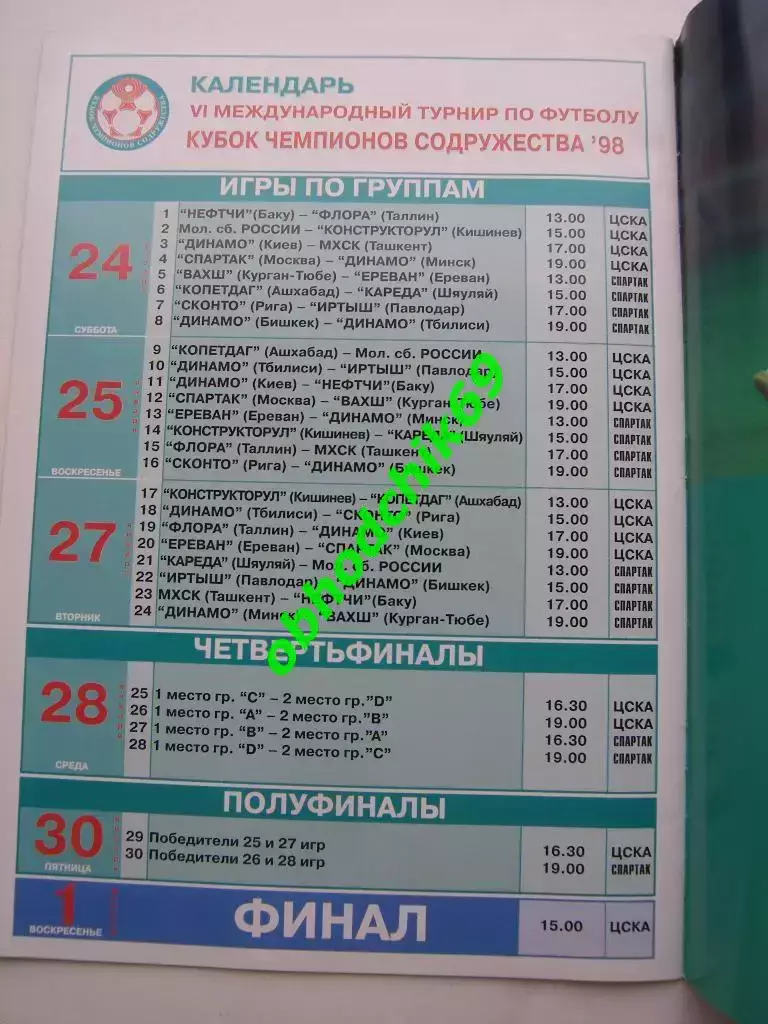 КУБОК ЧЕМПИОНОВ СОДРУЖЕСТВА
КАЛЕНДАРЬ
VI МЕЖДУНАРОДНЫЙ ТУРНИР ПО ФУТБОЛУ
КУБОК ЧЕМПИОНОВ СОДРУЖЕСТВА '98
ИГРЫ ПО ГРУППАМ
24
СУББОТА
1 "НЕФТЧИ"(Баку) – "ФЛОРА" (Таллин) 13.00 ЦСКА
2 Мол. сб. РОССИИ – "КОНСТРУКТОРУЛ" (Кишинев) 15.00 ЦСКА
3 "ДИНАМО" (Киев) – МХСК (Ташкент) 17.00 ЦСКА
4 "СПАРТАК" (Москва) – "ДИНАМО" (Минск) 19.00 ЦСКА
5 "ВАХШ" (Курган-Тюбе) – "ЕРЕВАН" (Ереван) 13.00 СПАРТАК
6 "КОПЕТДАГ" (Ашхабад) – "КАРЕДА" (Шяуляй) 15.00 СПАРТАК
7 "СКОНТО" (Рига) – "ИРТЫШ" (Павлодар) 17.00 СПАРТАК
8 "ДИНАМО" (Бишкек) – "ДИНАМО" (Тбилиси) 19.00 СПАРТАК
25
ВОСКРЕСЕНЬЕ
9 "КОПЕТДАГ" (Ашхабад) – Мол. сб. РОССИИ 13.00 ЦСКА
10 "ДИНАМО" (Тбилиси) – "ИРТЫШ" (Павлодар) 15.00 ЦСКА
11 "ДИНАМО" (Киев) – "НЕФТЧИ" (Баку) 17.00 ЦСКА
12 "СПАРТАК" (Москва) – "ВАХШ" (Курган-Тюбе) 19.00 ЦСКА
13 "ЕРЕВАН" (Ереван) – "ДИНАМО" (Минск) 13.00 СПАРТАК
14 "КОНСТРУКТОРУЛ" (Кишинев) – "КАРЕДА" (Шяуляй) 15.00 СПАРТАК
15 "ФЛОРА" (Таллин) – МХСК (Ташкент) 17.00 СПАРТАК
16 "СКОНТО" (Рига) – "ДИНАМО" (Бишкек) 19.00 СПАРТАК
27
ВТОРНИК
17 "КОНСТРУКТОРУЛ" (Кишинев) – "КОПЕТДАГ" (Ашхабад) 13.00 ЦСКА
18 "ДИНАМО" (Тбилиси) – "СКОНТО" (Рига) 15.00 ЦСКА
19 "ФЛОРА" (Таллин) – "ДИНАМО" (Киев) 17.00 ЦСКА
20 "ЕРЕВАН" (Ереван) – "СПАРТАК" (Москва) 19.00 ЦСКА
21 "КАРЕДА" (Шяуляй) – Мол. сб. РОССИИ 13.00 СПАРТАК
22 "ИРТЫШ" (Павлодар) – "ДИНАМО" (Бишкек) 15.00 СПАРТАК
23 МХСК (Ташкент) – "НЕФТЧИ" (Баку) 17.00 СПАРТАК
24 "ДИНАМО" (Минск) – "ВАХШ" (Курган-Тюбе) 19.00 СПАРТАК
ЧЕТВЕРТЬФИНАЛЫ
28
СРЕДА
25 1 место гр. "C" – 2 место гр."D" 16.30 ЦСКА
26 1 место гр. "A" – 2 место гр."B" 19.00 ЦСКА
27 1 место гр. "B" – 2 место гр."A" 16.30 СПАРТАК
28 1 место гр. "D" – 2 место гр."C" 19.00 СПАРТАК
ПОЛУФИНАЛЫ
30
ПЯТНИЦА
29 Победители 25 и 27 игр 16.30 ЦСКА
30 Победители 26 и 28 игр 19.00 СПАРТАК
1
ВОСКРЕСЕНЬЕ
ФИНАЛ 15.00 ЦСКА
obhodchik69